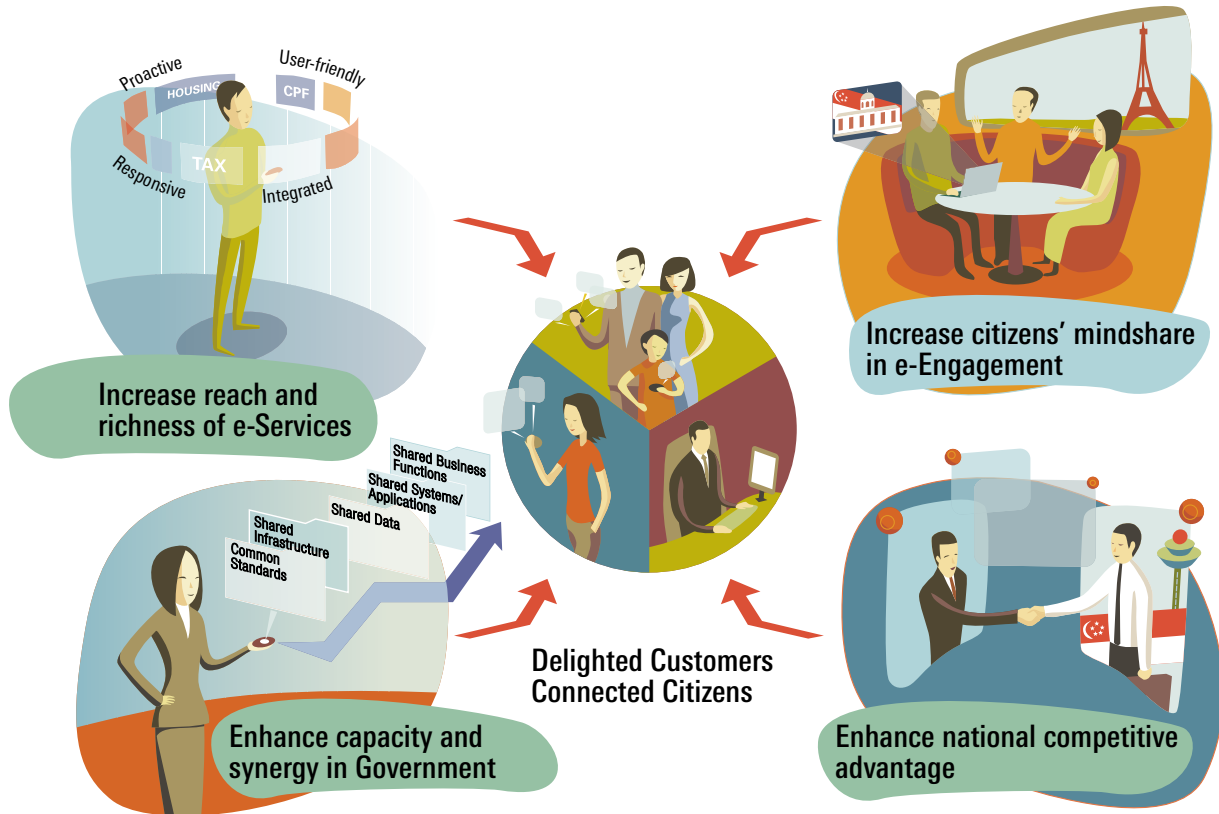 Proactive
User-friendly
HOUSING
CPF
TAX
Responsive
Integrated
Increase reach and
richness of e-Services
Increase citizens’ mindshare
in e-Engagement
Shared Business
Functions
Shared Systems/
Applications
Shared Data
Shared
Infrastructure
Common
Standards
Delighted Customers
Connected Citizens
Enhance capacity and
synergy in Government
Enhance national competitive
advantage